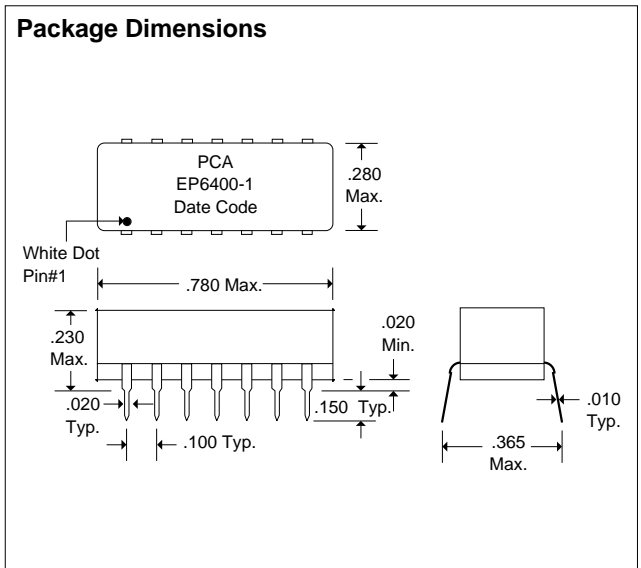 Package Dimensions
PCA
EP6400-1
Date Code
.280
Max.
White Dot
Pin#1
.780 Max.
.230
Max.
.020
Min.
.020
Typ.
.150 Typ.
.100 Typ.
.010
Typ.
.365
Max.